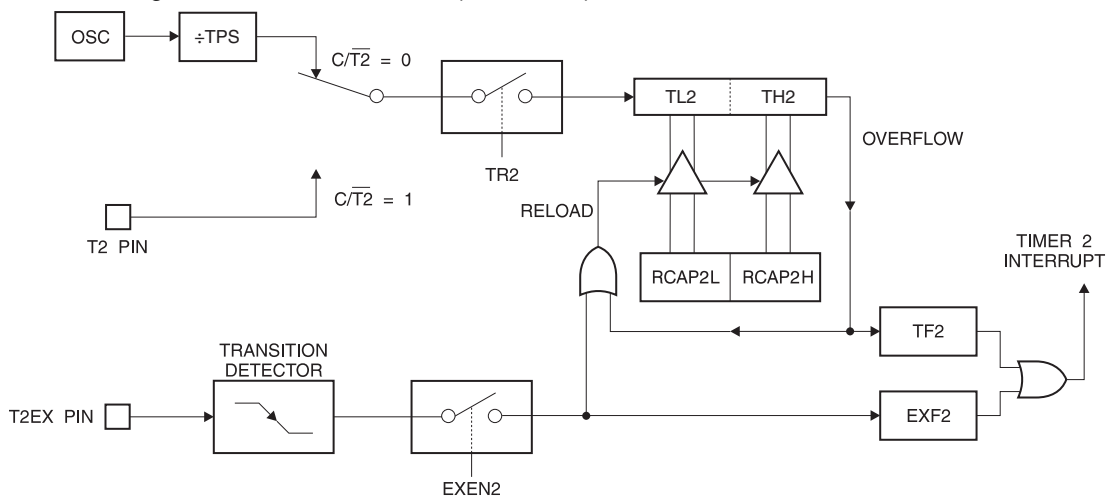 OSC
÷TPS
C/T2 = 0
TL2
TH2
OVERFLOW
TR2
C/T2 = 1
RELOAD
T2 PIN
RCAP2L
RCAP2H
TIMER 2
INTERRUPT
TF2
TRANSITION
DETECTOR
T2EX PIN
EXF2
EXEN2